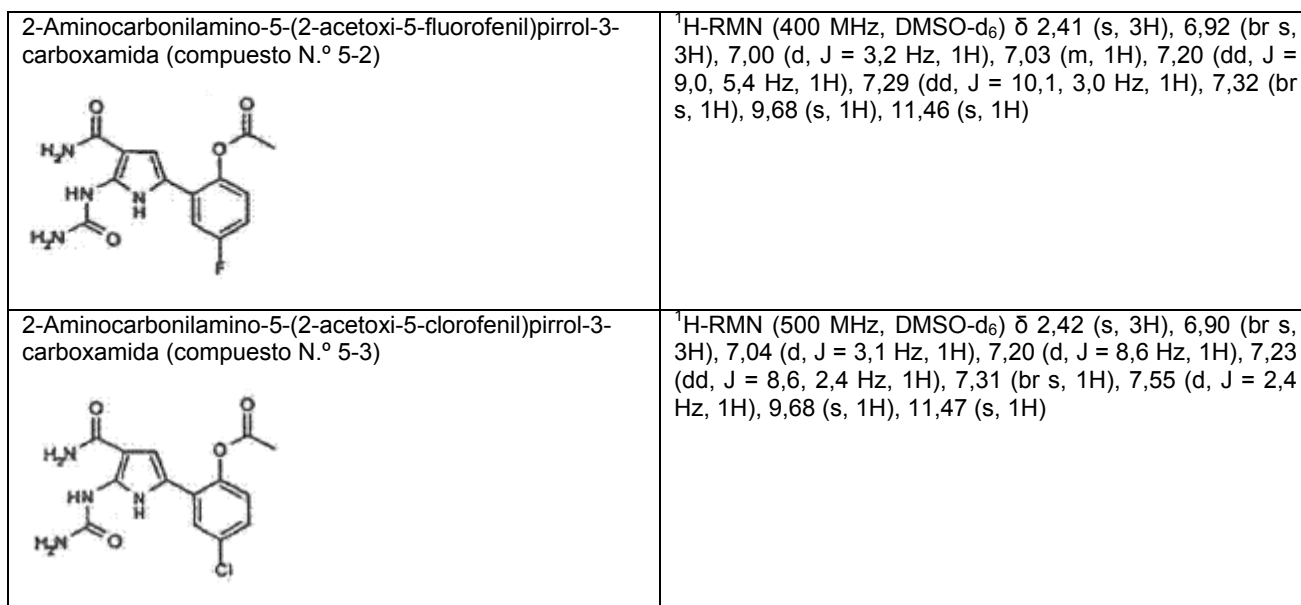 2-Aminocarbonilamino-5-(2-acetoxi-5-fluorofenil)pirrol-3-
carboxamida (compuesto N.º 5-2)
O
O
H₂N
O
HN
N
H
H₂N
O
F
¹H-RMN (400 MHz, DMSO-d₆) δ 2,41 (s, 3H), 6,92 (br s,
3H), 7,00 (d, J = 3,2 Hz, 1H), 7,03 (m, 1H), 7,20 (dd, J =
9,0, 5,4 Hz, 1H), 7,29 (dd, J = 10,1, 3,0 Hz, 1H), 7,32 (br
s, 1H), 9,68 (s, 1H), 11,46 (s, 1H)
2-Aminocarbonilamino-5-(2-acetoxi-5-clorofenil)pirrol-3-
carboxamida (compuesto N.º 5-3)
O
O
H₂N
O
HN
N
H
H₂N
O
Cl
¹H-RMN (500 MHz, DMSO-d₆) δ 2,42 (s, 3H), 6,90 (br s,
3H), 7,04 (d, J = 3,1 Hz, 1H), 7,20 (d, J = 8,6 Hz, 1H), 7,23
(dd, J = 8,6, 2,4 Hz, 1H), 7,31 (br s, 1H), 7,55 (d, J = 2,4
Hz, 1H), 9,68 (s, 1H), 11,47 (s, 1H)